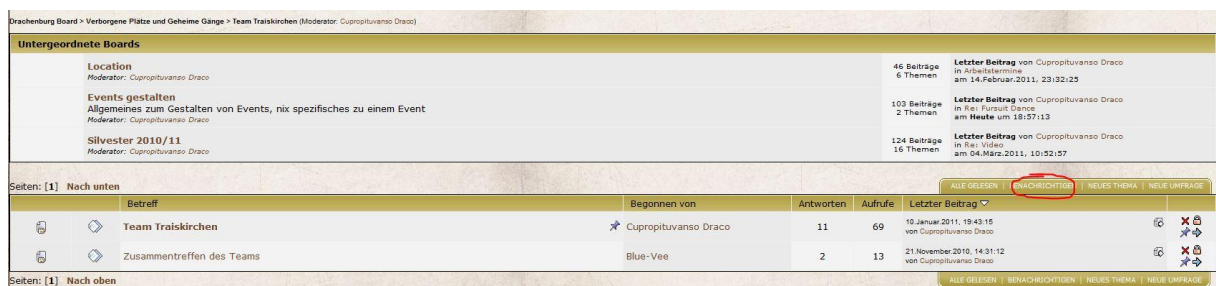 Drachenburg Board > Verborgene Plätze und Geheime Gänge > Team Traiskirchen (Moderator: Cupropituvanso Draco)
Untergeordnete Boards
Location
Moderator: Cupropituvanso Draco
46 Beiträge
6 Themen
Letzter Beitrag von Cupropituvanso Draco
in Arbeitstermine
am 14.Februar.2011, 23:32:25
Events gestalten
Allgemeines zum Gestalten von Events, nix spezifisches zu einem Event
Moderator: Cupropituvanso Draco
103 Beiträge
2 Themen
Letzter Beitrag von Cupropituvanso Draco
in Re: Fursuit Dance
am Heute um 18:57:13
Silvester 2010/11
Moderator: Cupropituvanso Draco
124 Beiträge
16 Themen
Letzter Beitrag von Cupropituvanso Draco
in Re: Video
am 04.März.2011, 10:52:57
Seiten: [1] Nach unten
ALLE GELESEN | BENACHRICHTIGEN | NEUES THEMA | NEUE UMFRAGE
Betreff Begonnen von Antworten Aufrufe Letzter Beitrag
Team Traiskirchen Cupropituvanso Draco 11 69
10.Januar.2011, 19:43:15
von Cupropituvanso Draco
Zusammentreffen des Teams Blue-Vee 2 13
21.November.2010, 14:31:12
von Cupropituvanso Draco
Seiten: [1] Nach oben
ALLE GELESEN | BENACHRICHTIGEN | NEUES THEMA | NEUE UMFRAGE